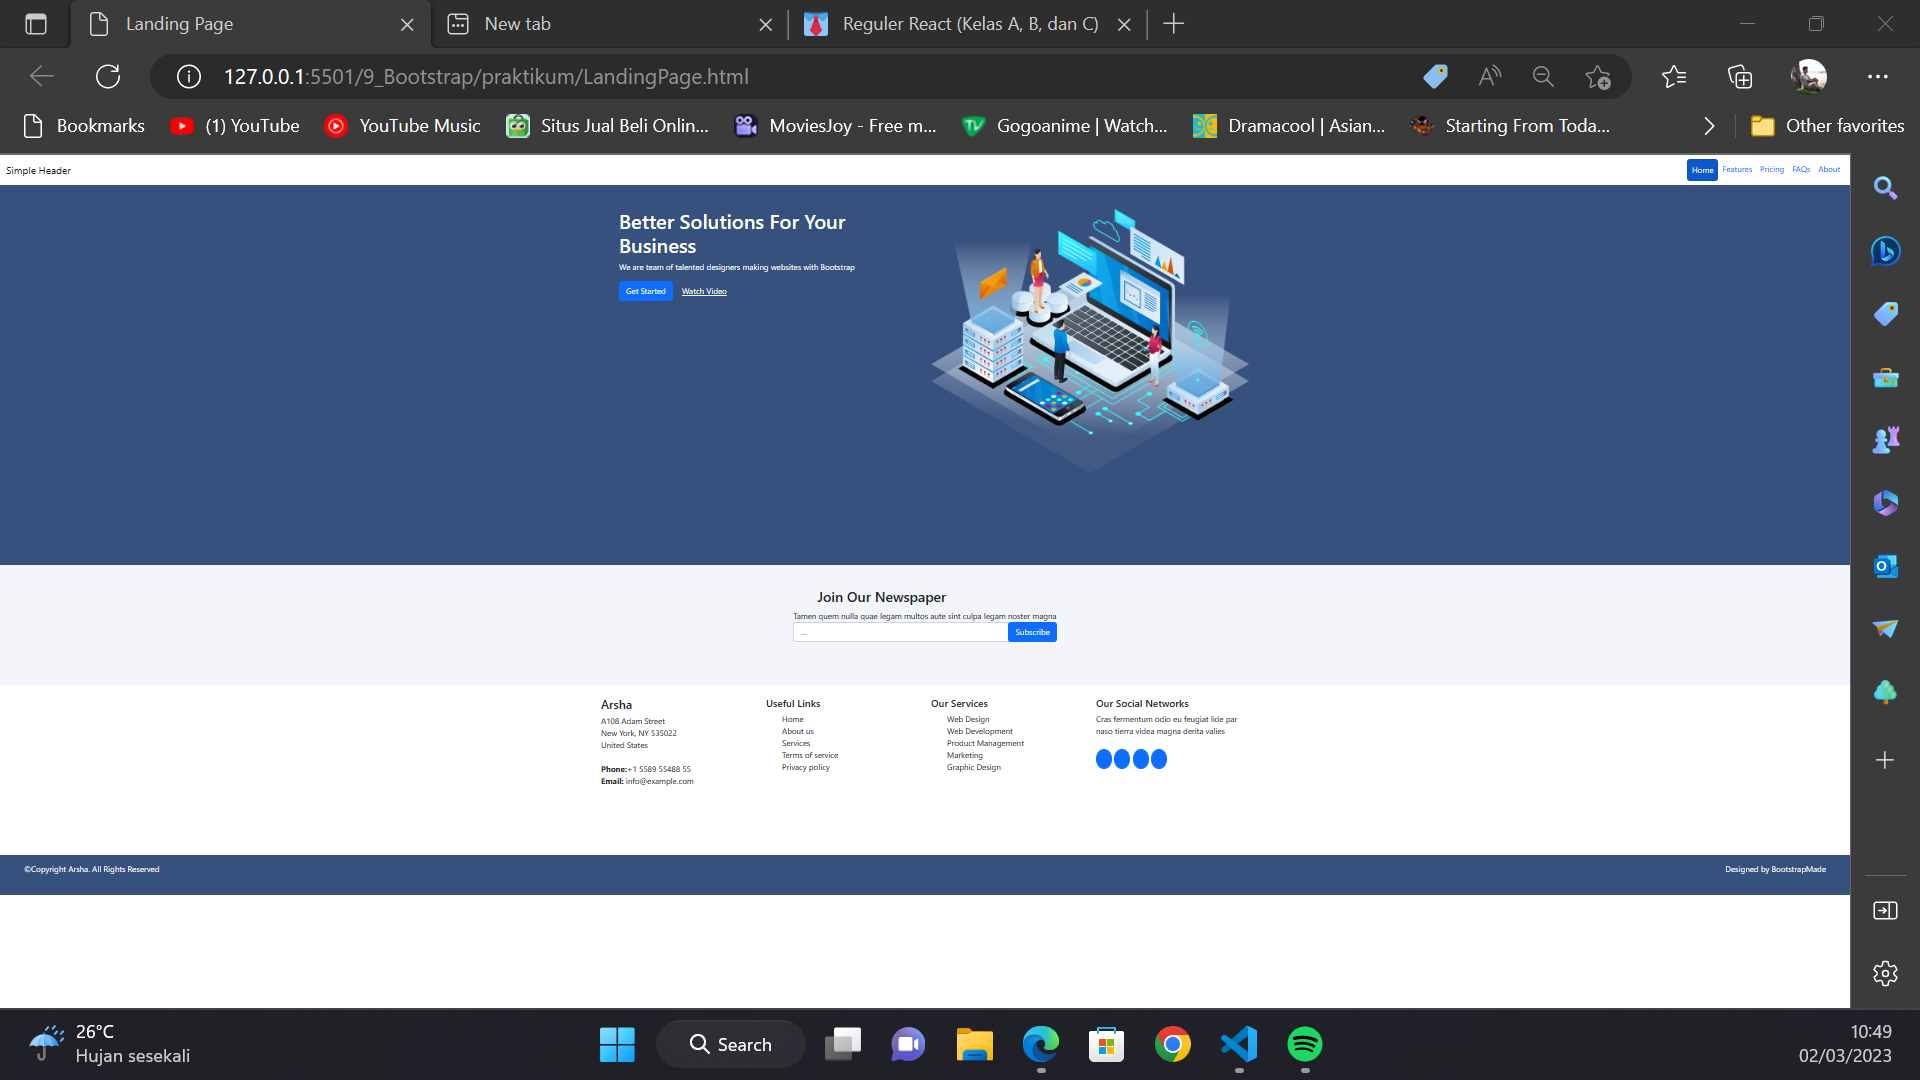 Landing Page
New tab
Reguler React (Kelas A, B, dan C)
127.0.0.1:5501/9_Bootstrap/praktikum/LandingPage.html
Bookmarks
(1) YouTube
YouTube Music
Situs Jual Beli Onlin...
MoviesJoy - Free m...
Gogoanime | Watch...
Dramacool | Asian...
Starting From Toda...
Other favorites
Simple Header
Home
Features
Pricing
FAQs
About
Better Solutions For Your
Business
We are team of talented designers making websites with Bootstrap
Get Started
Watch Video
Join Our Newspaper
Tamen quem nulla quae legam multos aute sint culpa legam noster magna
...
Subscribe
Arsha
A108 Adam Street
New York, NY 535022
United States
Phone:+1 5589 55488 55
Email: info@example.com
Useful Links
Home
About us
Services
Terms of service
Privacy policy
Our Services
Web Design
Web Development
Product Management
Marketing
Graphic Design
Our Social Networks
Cras fermentum odio eu feugiat lide par
naso tierra videa magna derita valies
©Copyright Arsha. All Rights Reserved
Designed by BootstrapMade
26°C
Hujan sesekali
Search
10:49
02/03/2023